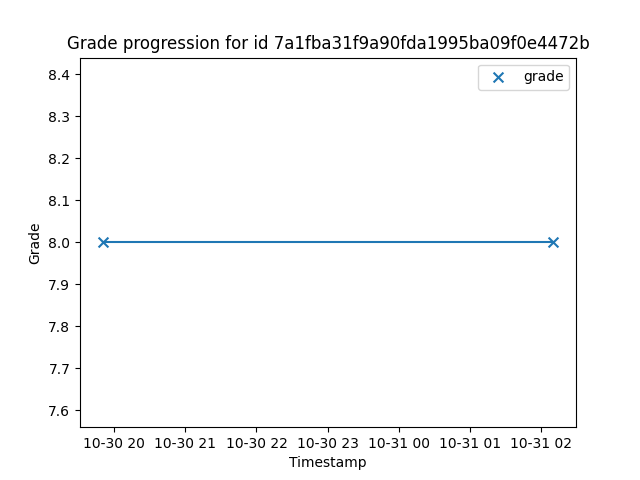 Grade progression for id 7a1fba31f9a90fda1995ba09f0e4472b
grade
8.4
8.3
8.2
8.1
8.0
7.9
7.8
7.7
7.6
Grade
10-30 20 10-30 21 10-30 22 10-30 23 10-31 00 10-31 01 10-31 02
Timestamp